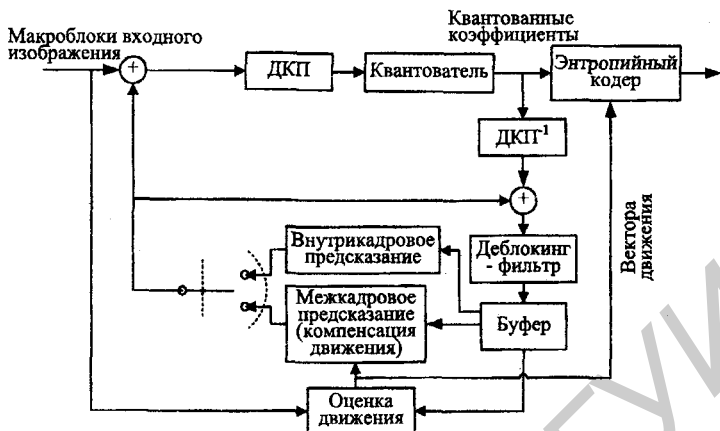 Макроблоки входного
изображения
Квантованные
коэффициенты
+
ДКП
Квантователь
Энтропийный
кодер
ДКП-1
+
Вектора
движения
Внутрикадровое
предсказание
Деблокинг
- фильтр
Межкадровое
предсказание
(компенсация
движения)
Буфер
Оценка
движения
ГУИ